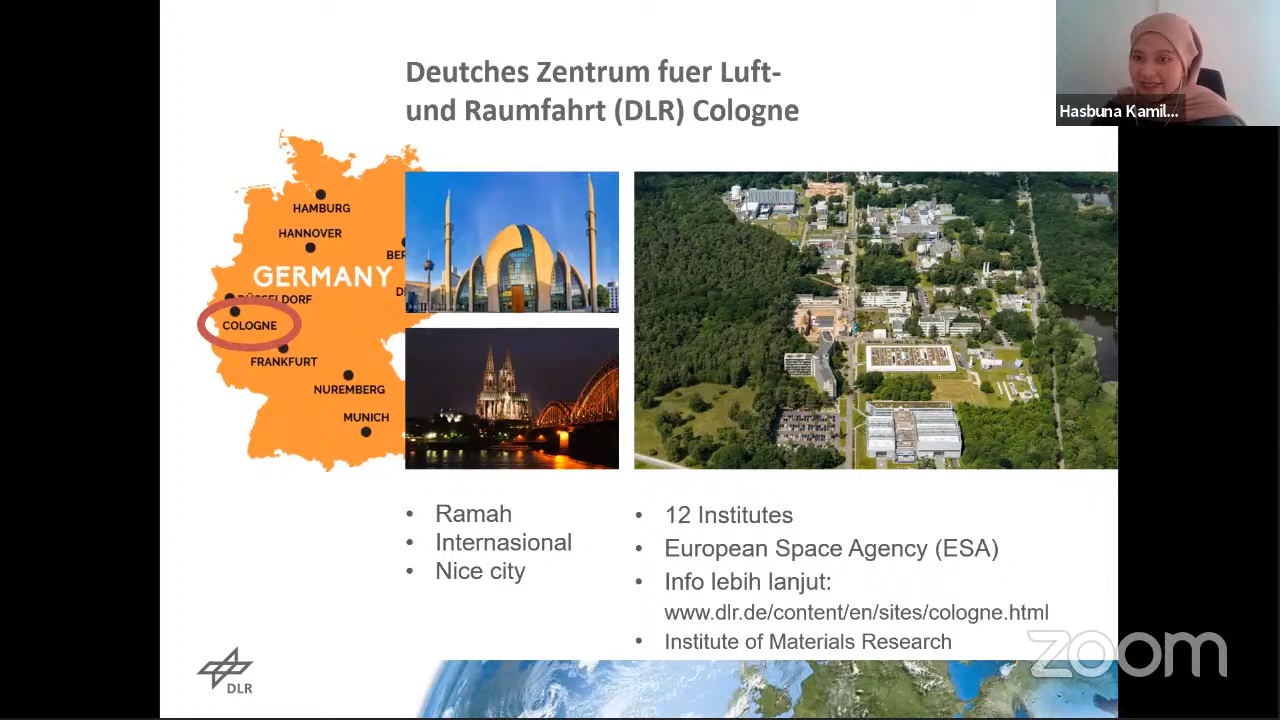 Deutches Zentrum fuer Luft-
und Raumfahrt (DLR) Cologne
Hasbuna Kamil...
HAMBURG
HANNOVER
BER
GERMANY
DÜSSELDORF
COLOGNE
FRANKFURT
NUREMBERG
MUNICH
• Ramah
• Internasional
• Nice city
• 12 Institutes
• European Space Agency (ESA)
• Info lebih lanjut:
www.dlr.de/content/en/sites/cologne.html
• Institute of Materials Research
DLR
zoom